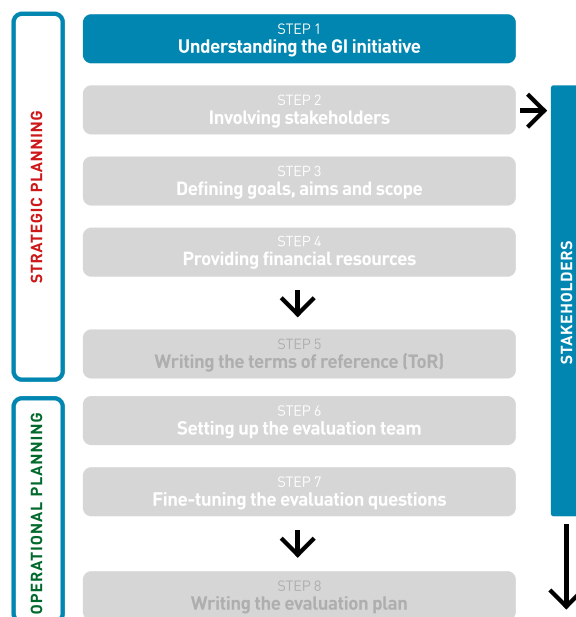 STEP 1
Understanding the GI initiative
STEP 2
Involving stakeholders
STEP 3
Defining goals, aims and scope
STEP 4
Providing financial resources
STEP 5
Writing the terms of reference (ToR)
STEP 6
Setting up the evaluation team
STEP 7
Fine-tuning the evaluation questions
STEP 8
Writing the evaluation plan
STRATEGIC PLANNING
OPERATIONAL PLANNING
STAKEHOLDERS